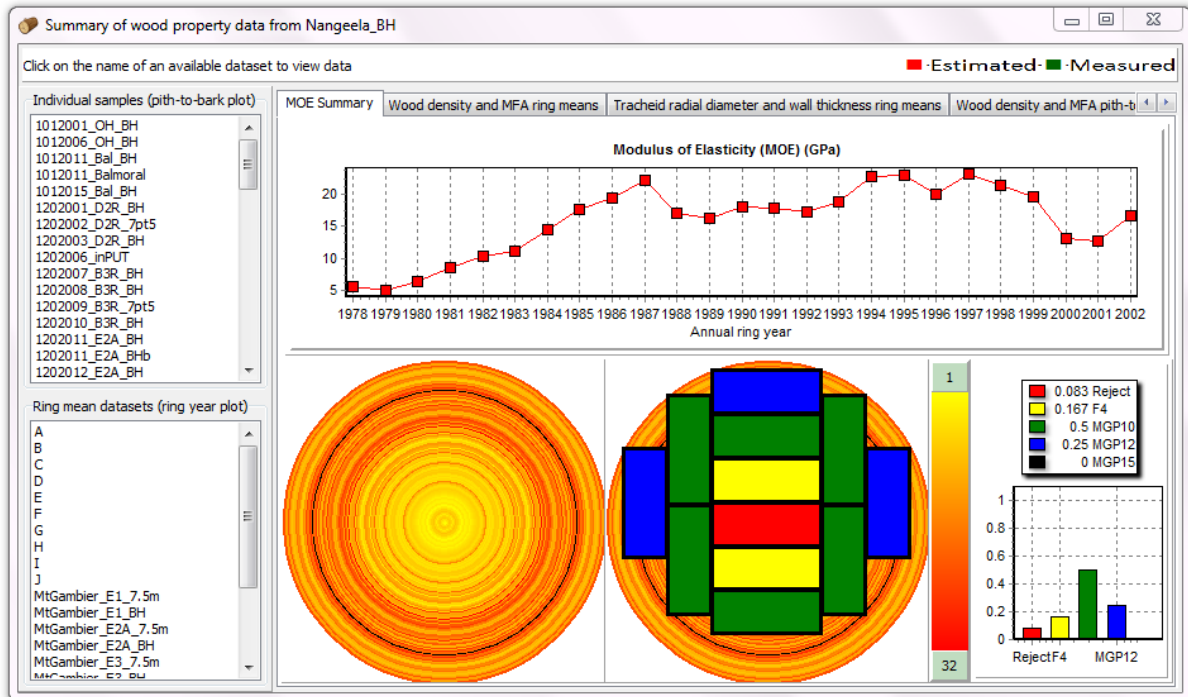 Summary of wood property data from Nangeela_BH
Click on the name of an available dataset to view data
Estimated Measured
Individual samples (pith-to-bark plot)
1012001_OH_BH
1012006_OH_BH
1012011_Bal_BH
1012011_Balmoral
1012015_Bal_BH
1202001_D2R_BH
1202002_D2R_7pt5
1202003_D2R_BH
1202006_inPUT
1202007_B3R_BH
1202008_B3R_BH
1202009_B3R_7pt5
1202010_B3R_BH
1202011_E2A_BH
1202011_E2A_BHb
1202012_E2A_BH
Ring mean datasets (ring year plot)
A
B
C
D
E
F
G
H
I
J
MtGambier_E1_7.5m
MtGambier_E1_BH
MtGambier_E2A_7.5m
MtGambier_E2A_BH
MtGambier_E3_7.5m
MtGambier_E3_BH
MOE Summary Wood density and MFA ring means Tracheid radial diameter and wall thickness ring means Wood density and MFA pith-t
Modulus of Elasticity (MOE) (GPa)
20
15
10
5
1978 1979 1980 1981 1982 1983 1984 1985 1986 1987 1988 1989 1990 1991 1992 1993 1994 1995 1996 1997 1998 1999 2000 2001 2002
Annual ring year
1
32
0.083 Reject
0.167 F4
0.5 MGP10
0.25 MGP12
0 MGP15
1
0.8
0.6
0.4
0.2
0
Reject F4 MGP12